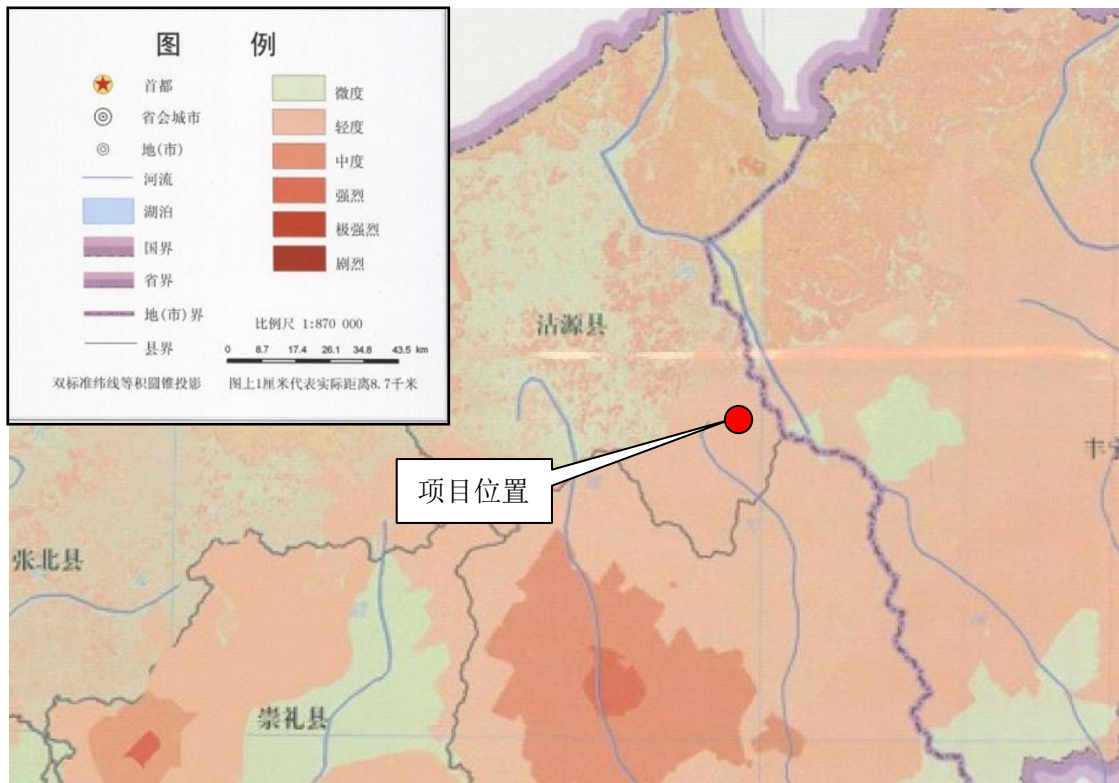 图 例
首都
省会城市
地(市)
河流
湖泊
国界
省界
地(市)界
县界
微度
轻度
中度
强烈
极强烈
剧烈
比例尺 1:870 000
0 8.7 17.4 26.1 34.8 43.5 km
双标准纬线等积圆锥投影
图上1厘米代表实际距离8.7千米
沽源县
项目位置
张北县
崇礼县